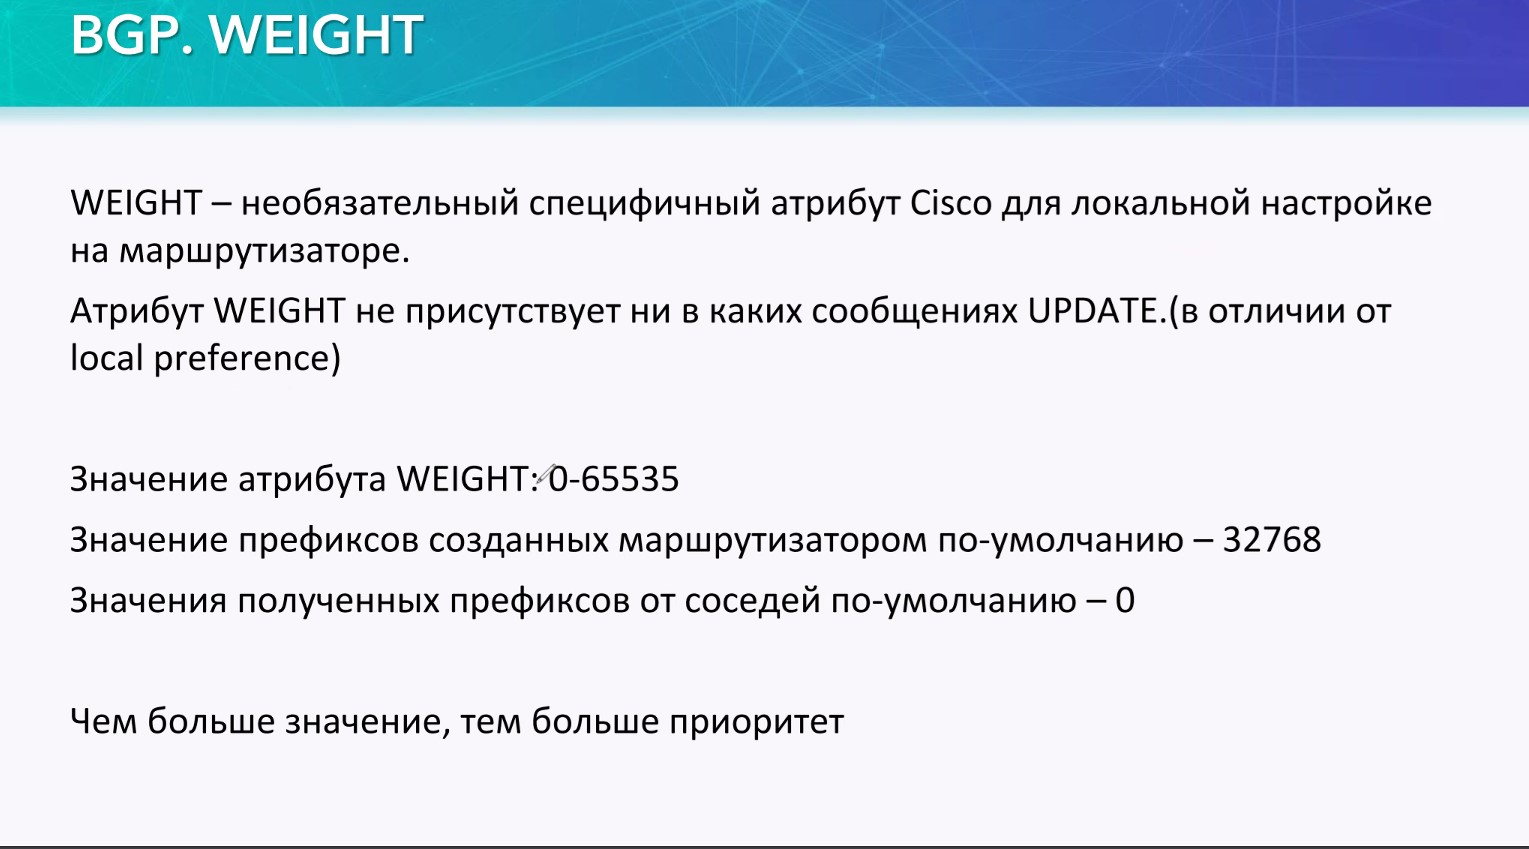 BGP. WEIGHT
WEIGHT – необязательный специфичный атрибут Cisco для локальной настройке
на маршрутизаторе.
Атрибут WEIGHT не присутствует ни в каких сообщениях UPDATE.(в отличии от
local preference)
Значение атрибута WEIGHT: 0-65535
Значение префиксов созданных маршрутизатором по-умолчанию – 32768
Значения полученных префиксов от соседей по-умолчанию – 0
Чем больше значение, тем больше приоритет